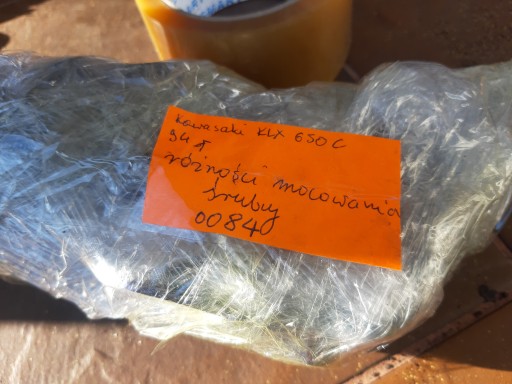 Kawasaki KLX 650 C
94 r
różności mocowania
śruby
0084